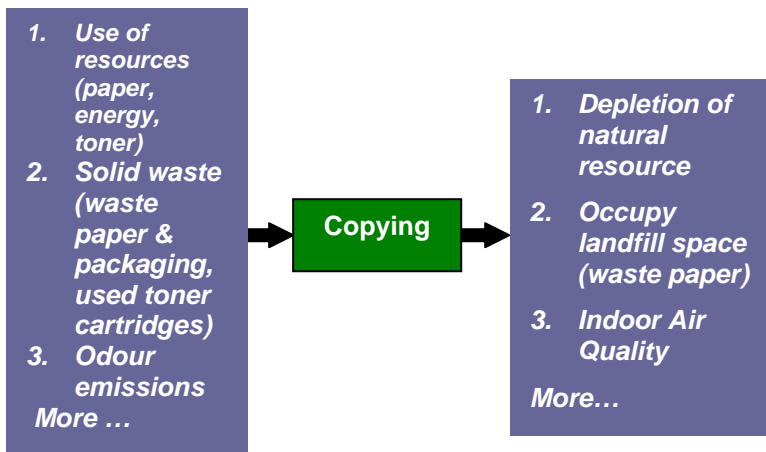 1. Use of
resources
(paper,
energy,
toner)
2. Solid waste
(waste
paper &
packaging,
used toner
cartridges)
3. Odour
emissions
More …
Copying
1. Depletion of
natural
resource
2. Occupy
landfill space
(waste paper)
3. Indoor Air
Quality
More…